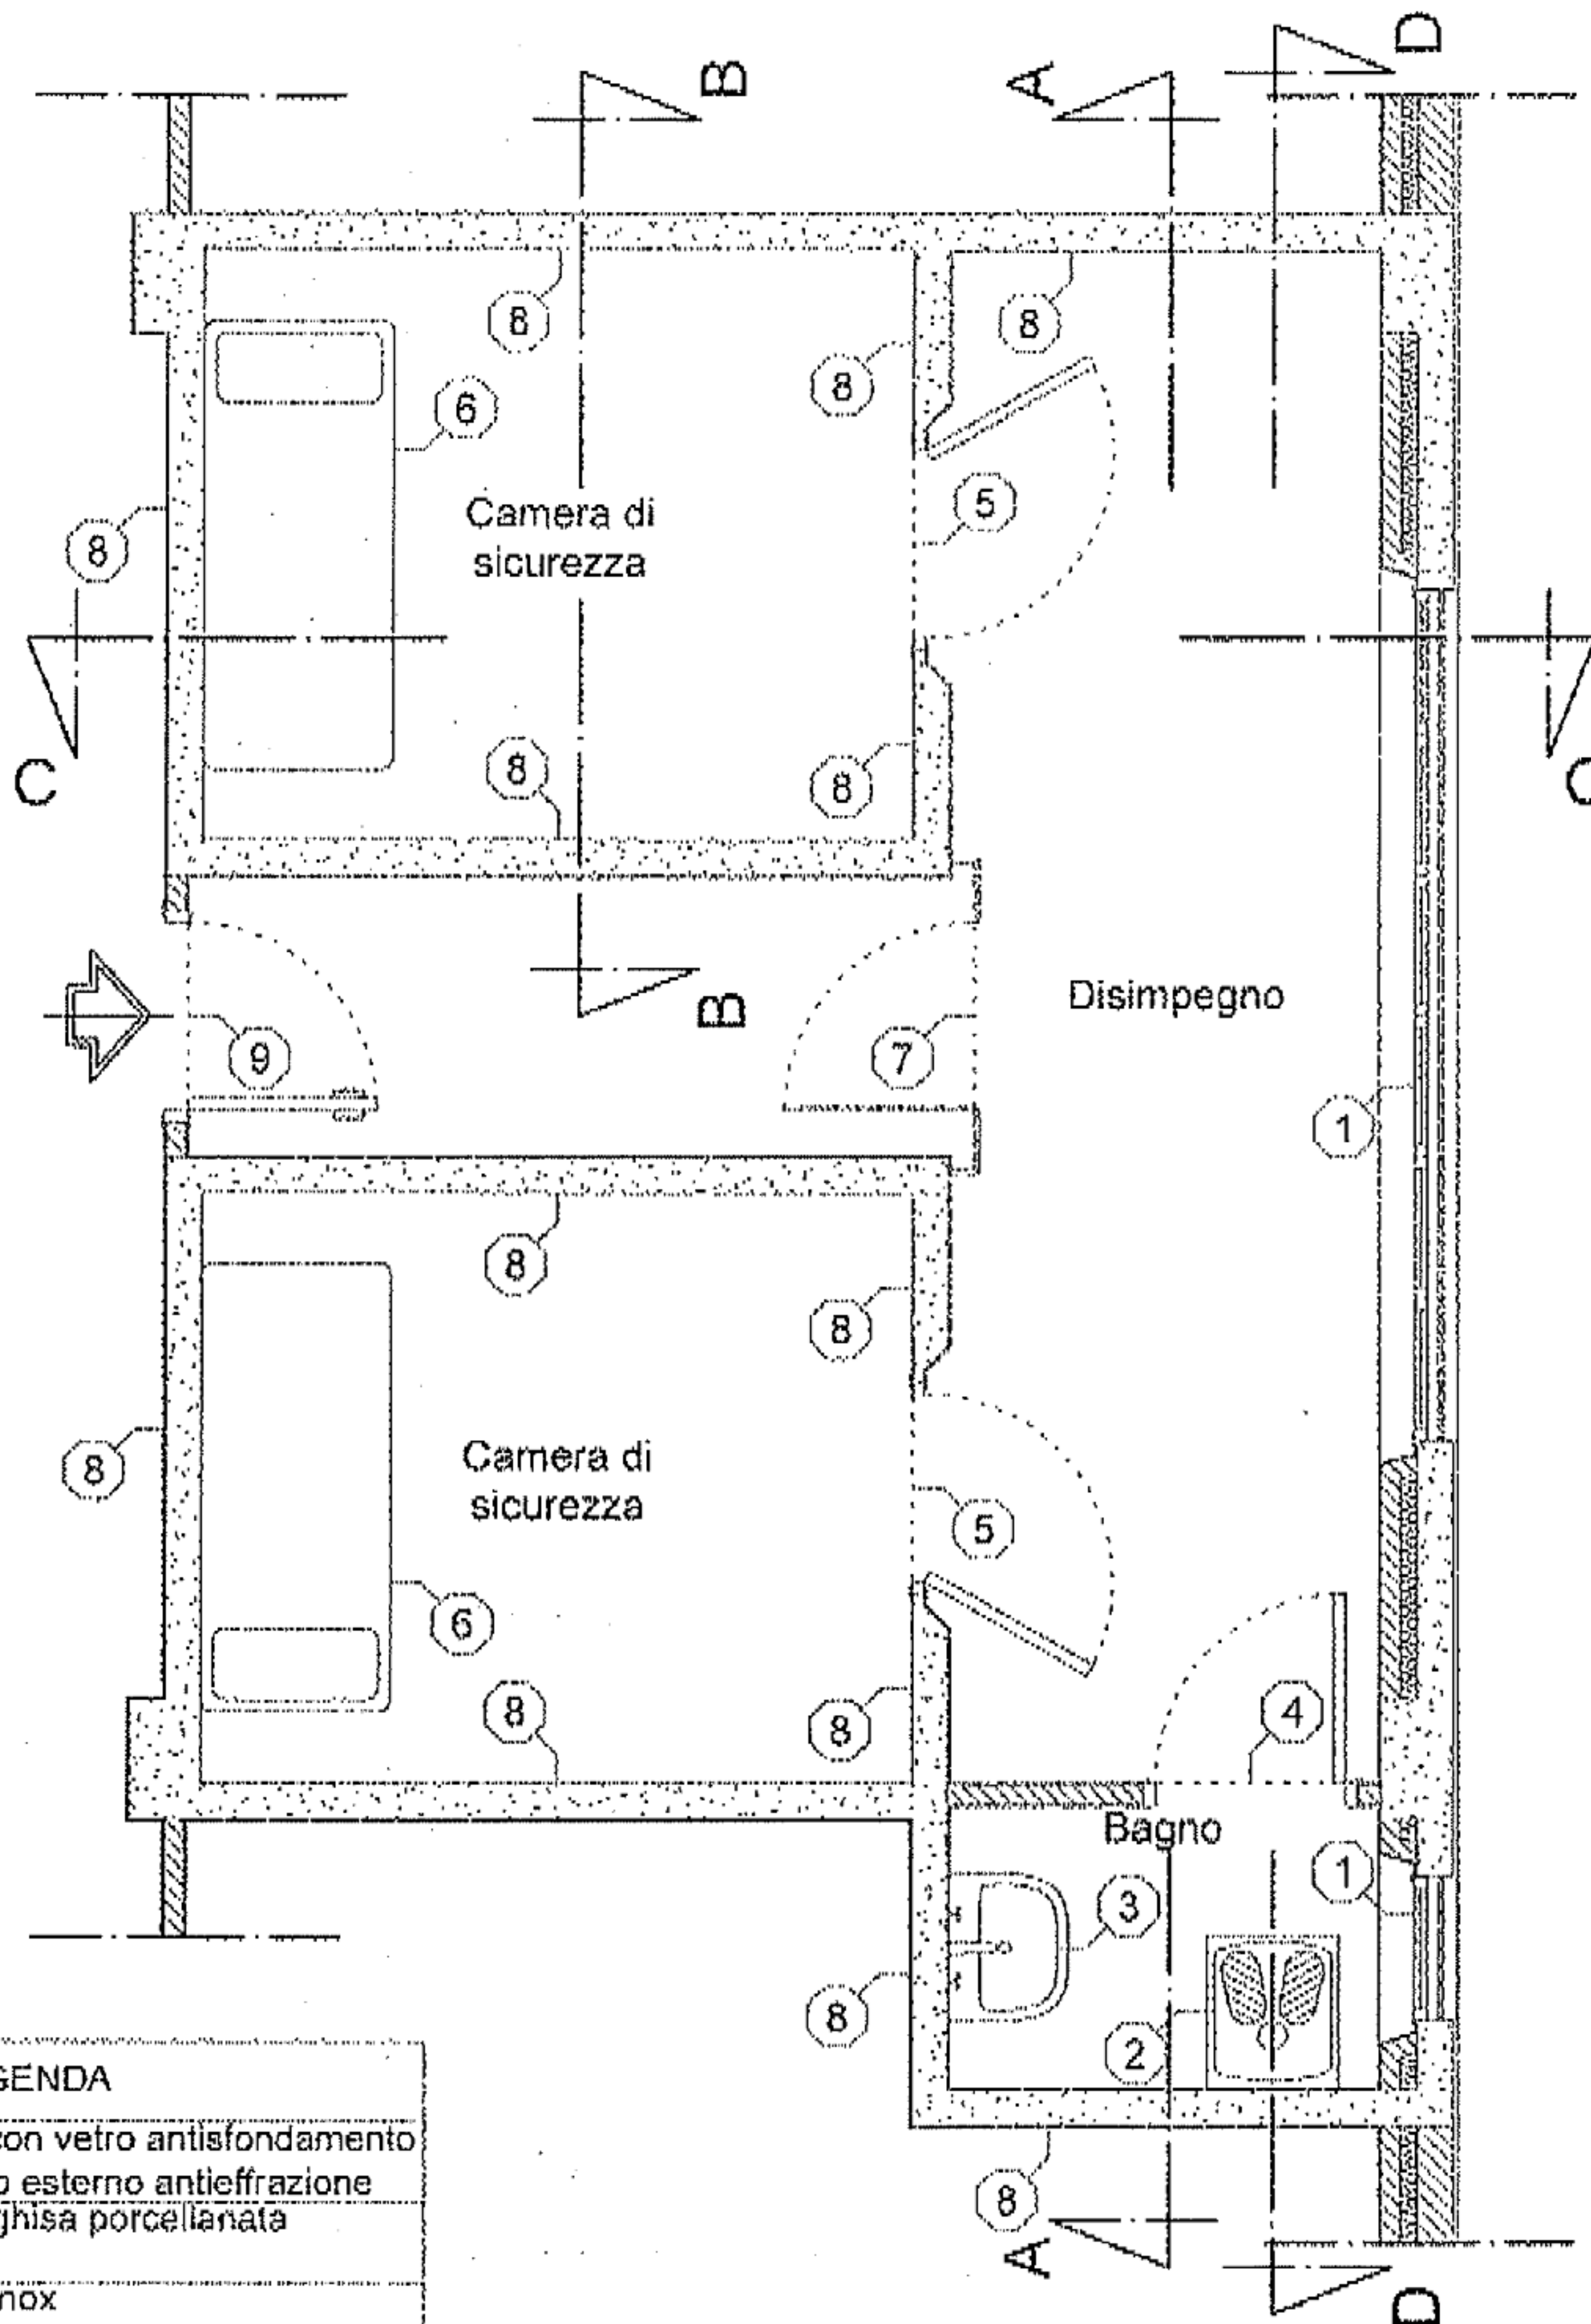 B
A
D
8
8
8
6
5
Camera di
sicurezza
8
C
C
8
8
B
Disimpegno
9
7
1
8
8
Camera di
sicurezza
8
5
6
8
8
4
Bagno
1
3
8
2
GENDA
con vetro antisfondamento
o esterno antieffrazione
ghisa porcellanata
8
A
nox
D